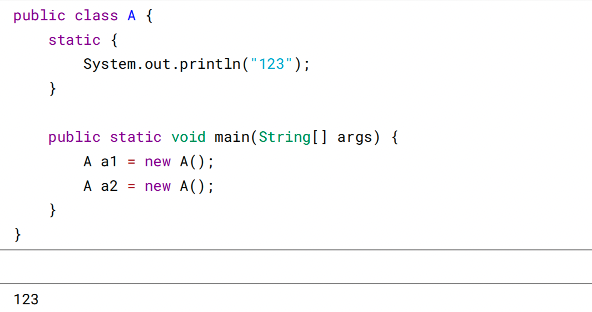 public class A {
    static {
        System.out.println("123");
    }

    public static void main(String[] args) {
        A a1 = new A();
        A a2 = new A();
    }
}
123